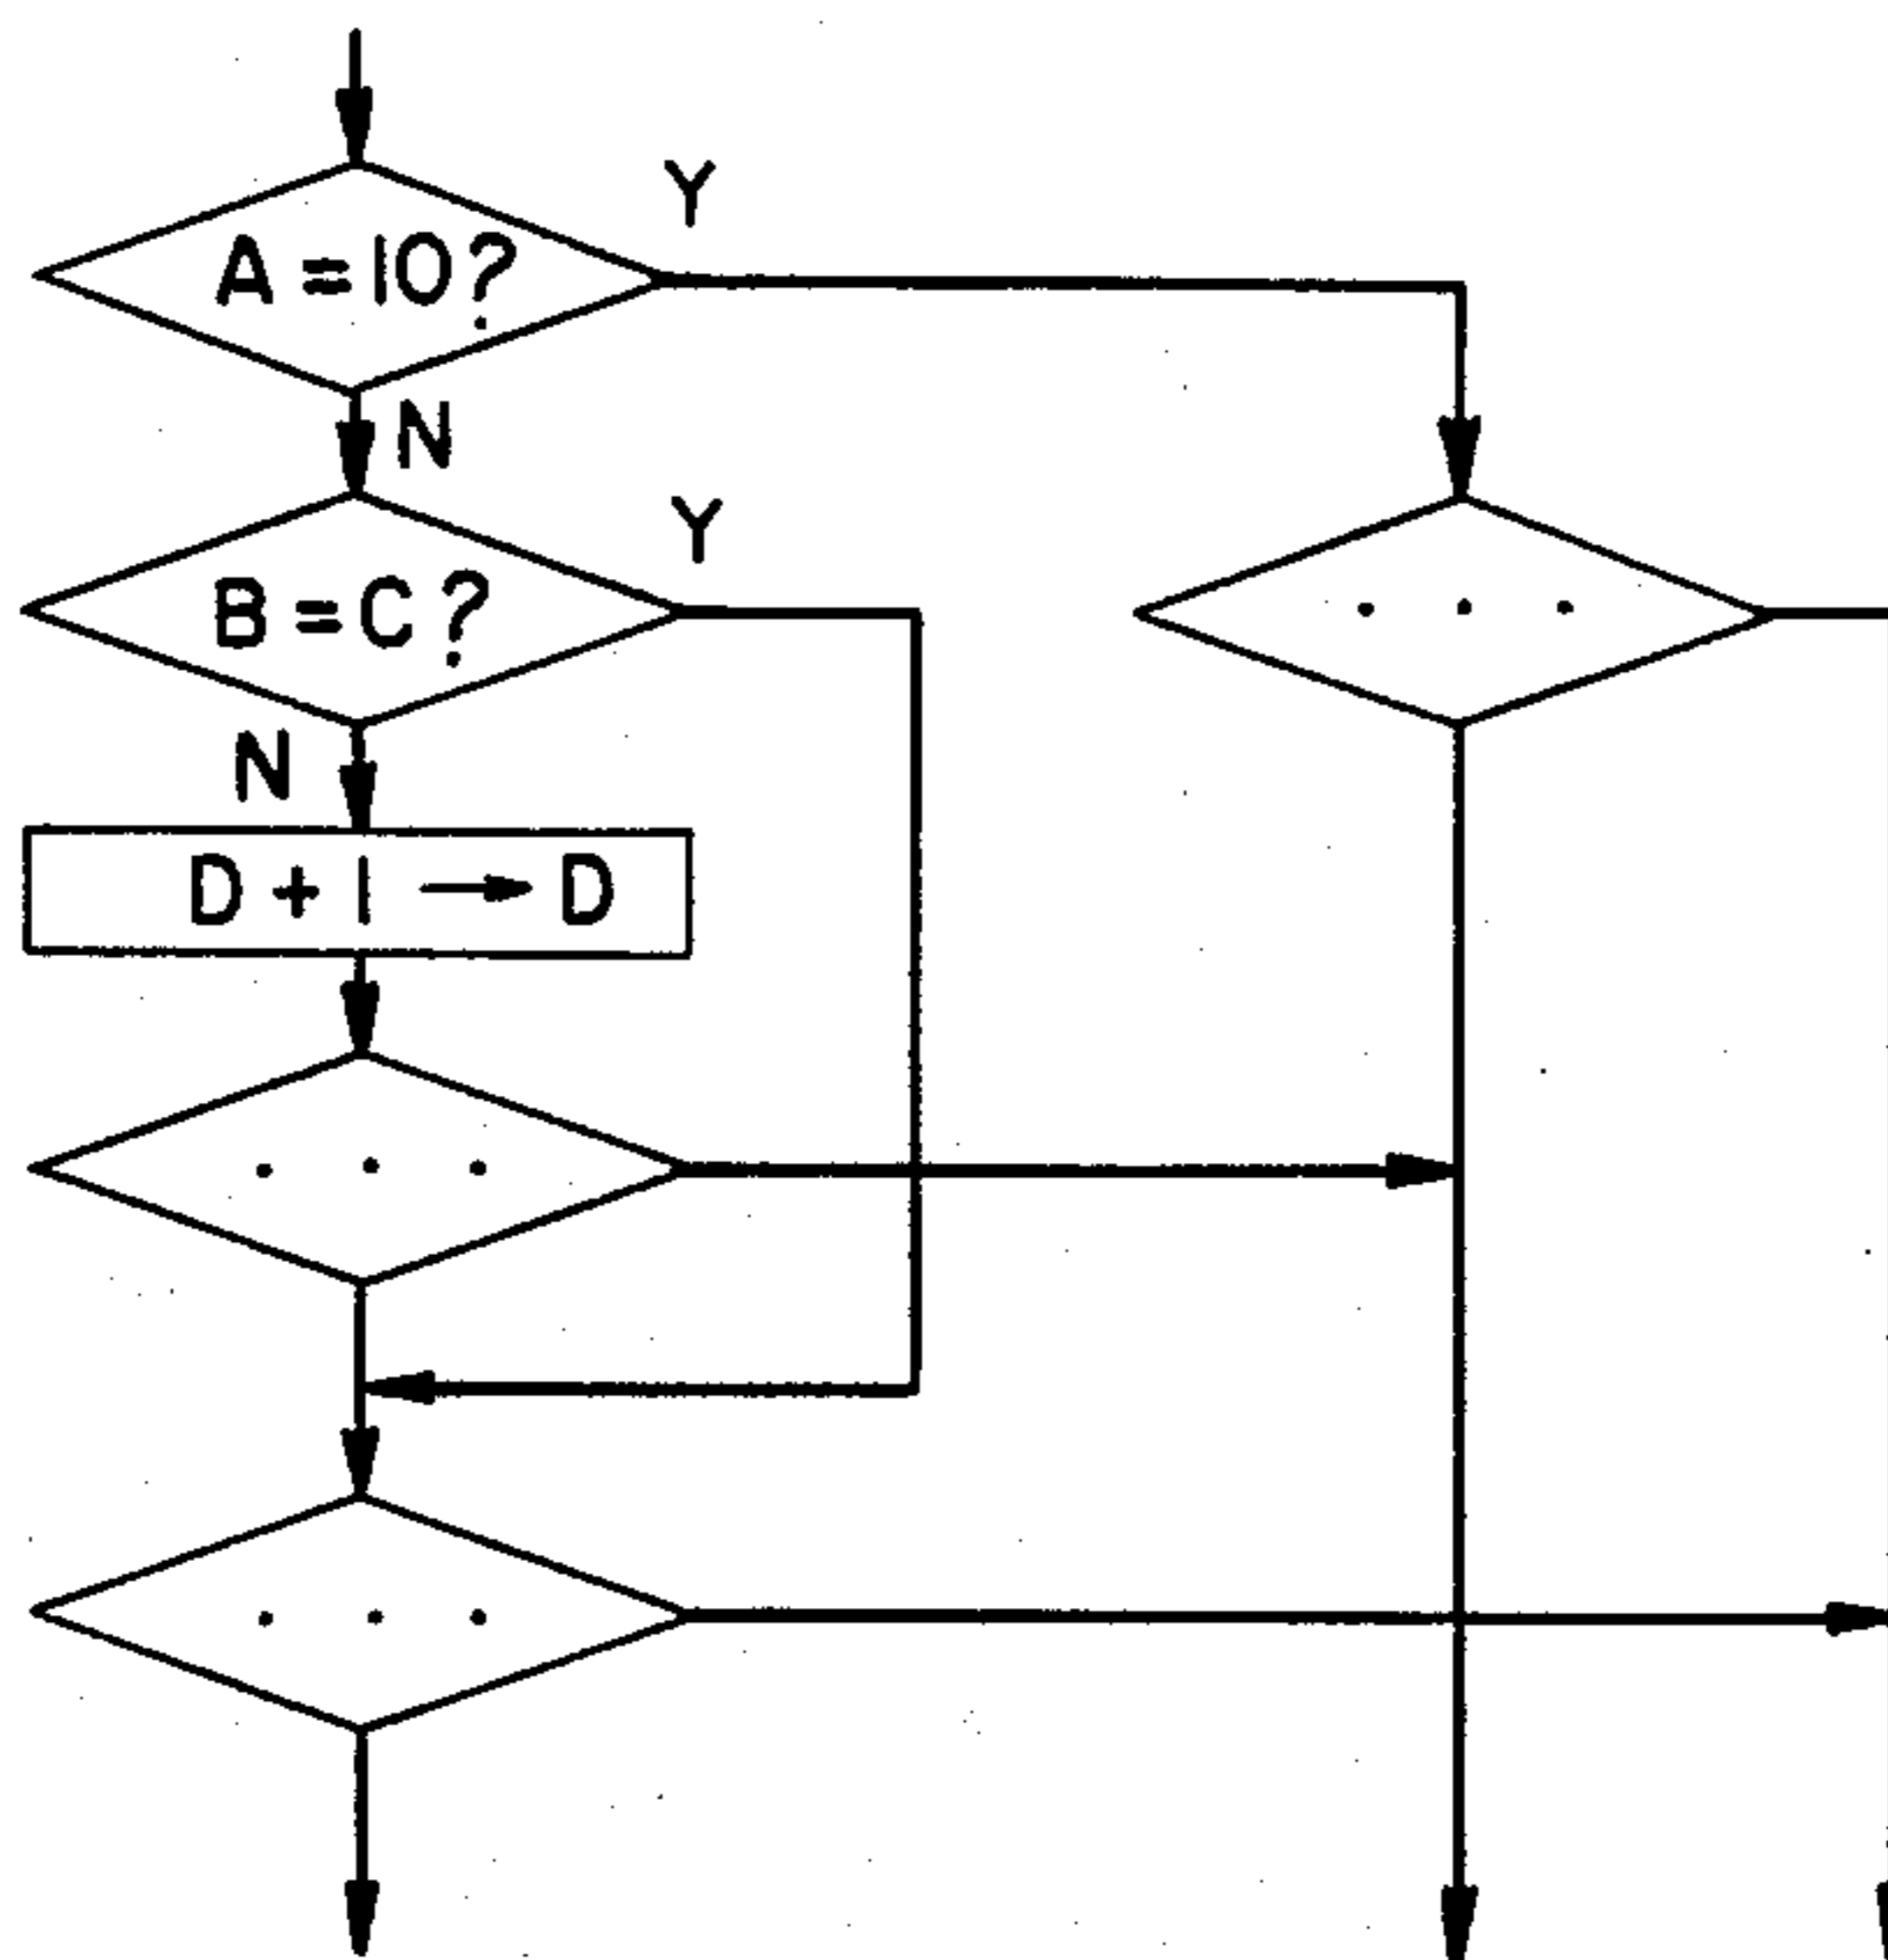 Y
A = 10?
N
Y
B = C?
N
D + 1 → D
. . .
. . .
. . .